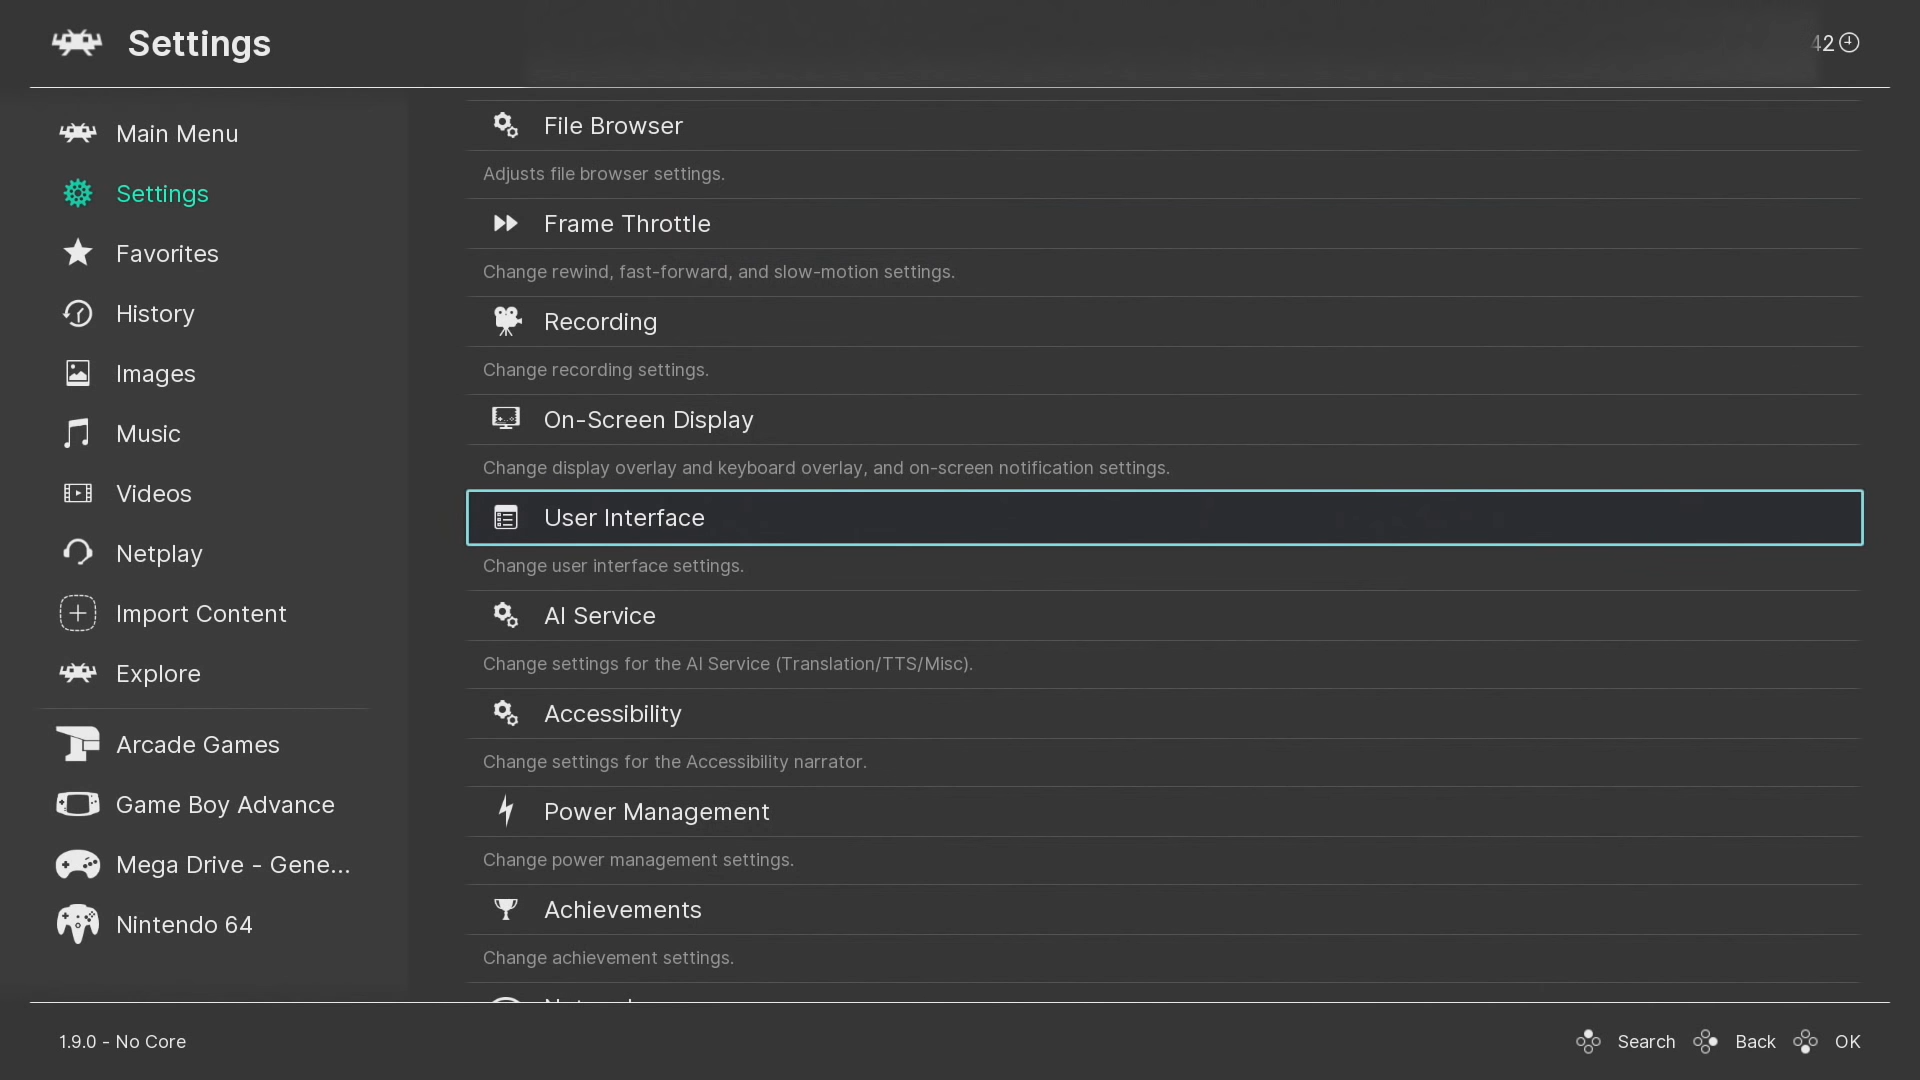 Settings
42
Main Menu
Settings
Favorites
History
Images
Music
Videos
Netplay
Import Content
Explore
Arcade Games
Game Boy Advance
Mega Drive - Gene...
Nintendo 64
File Browser
Adjusts file browser settings.
Frame Throttle
Change rewind, fast-forward, and slow-motion settings.
Recording
Change recording settings.
On-Screen Display
Change display overlay and keyboard overlay, and on-screen notification settings.
User Interface
Change user interface settings.
AI Service
Change settings for the AI Service (Translation/TTS/Misc).
Accessibility
Change settings for the Accessibility narrator.
Power Management
Change power management settings.
Achievements
Change achievement settings.
1.9.0 - No Core
Search Back OK